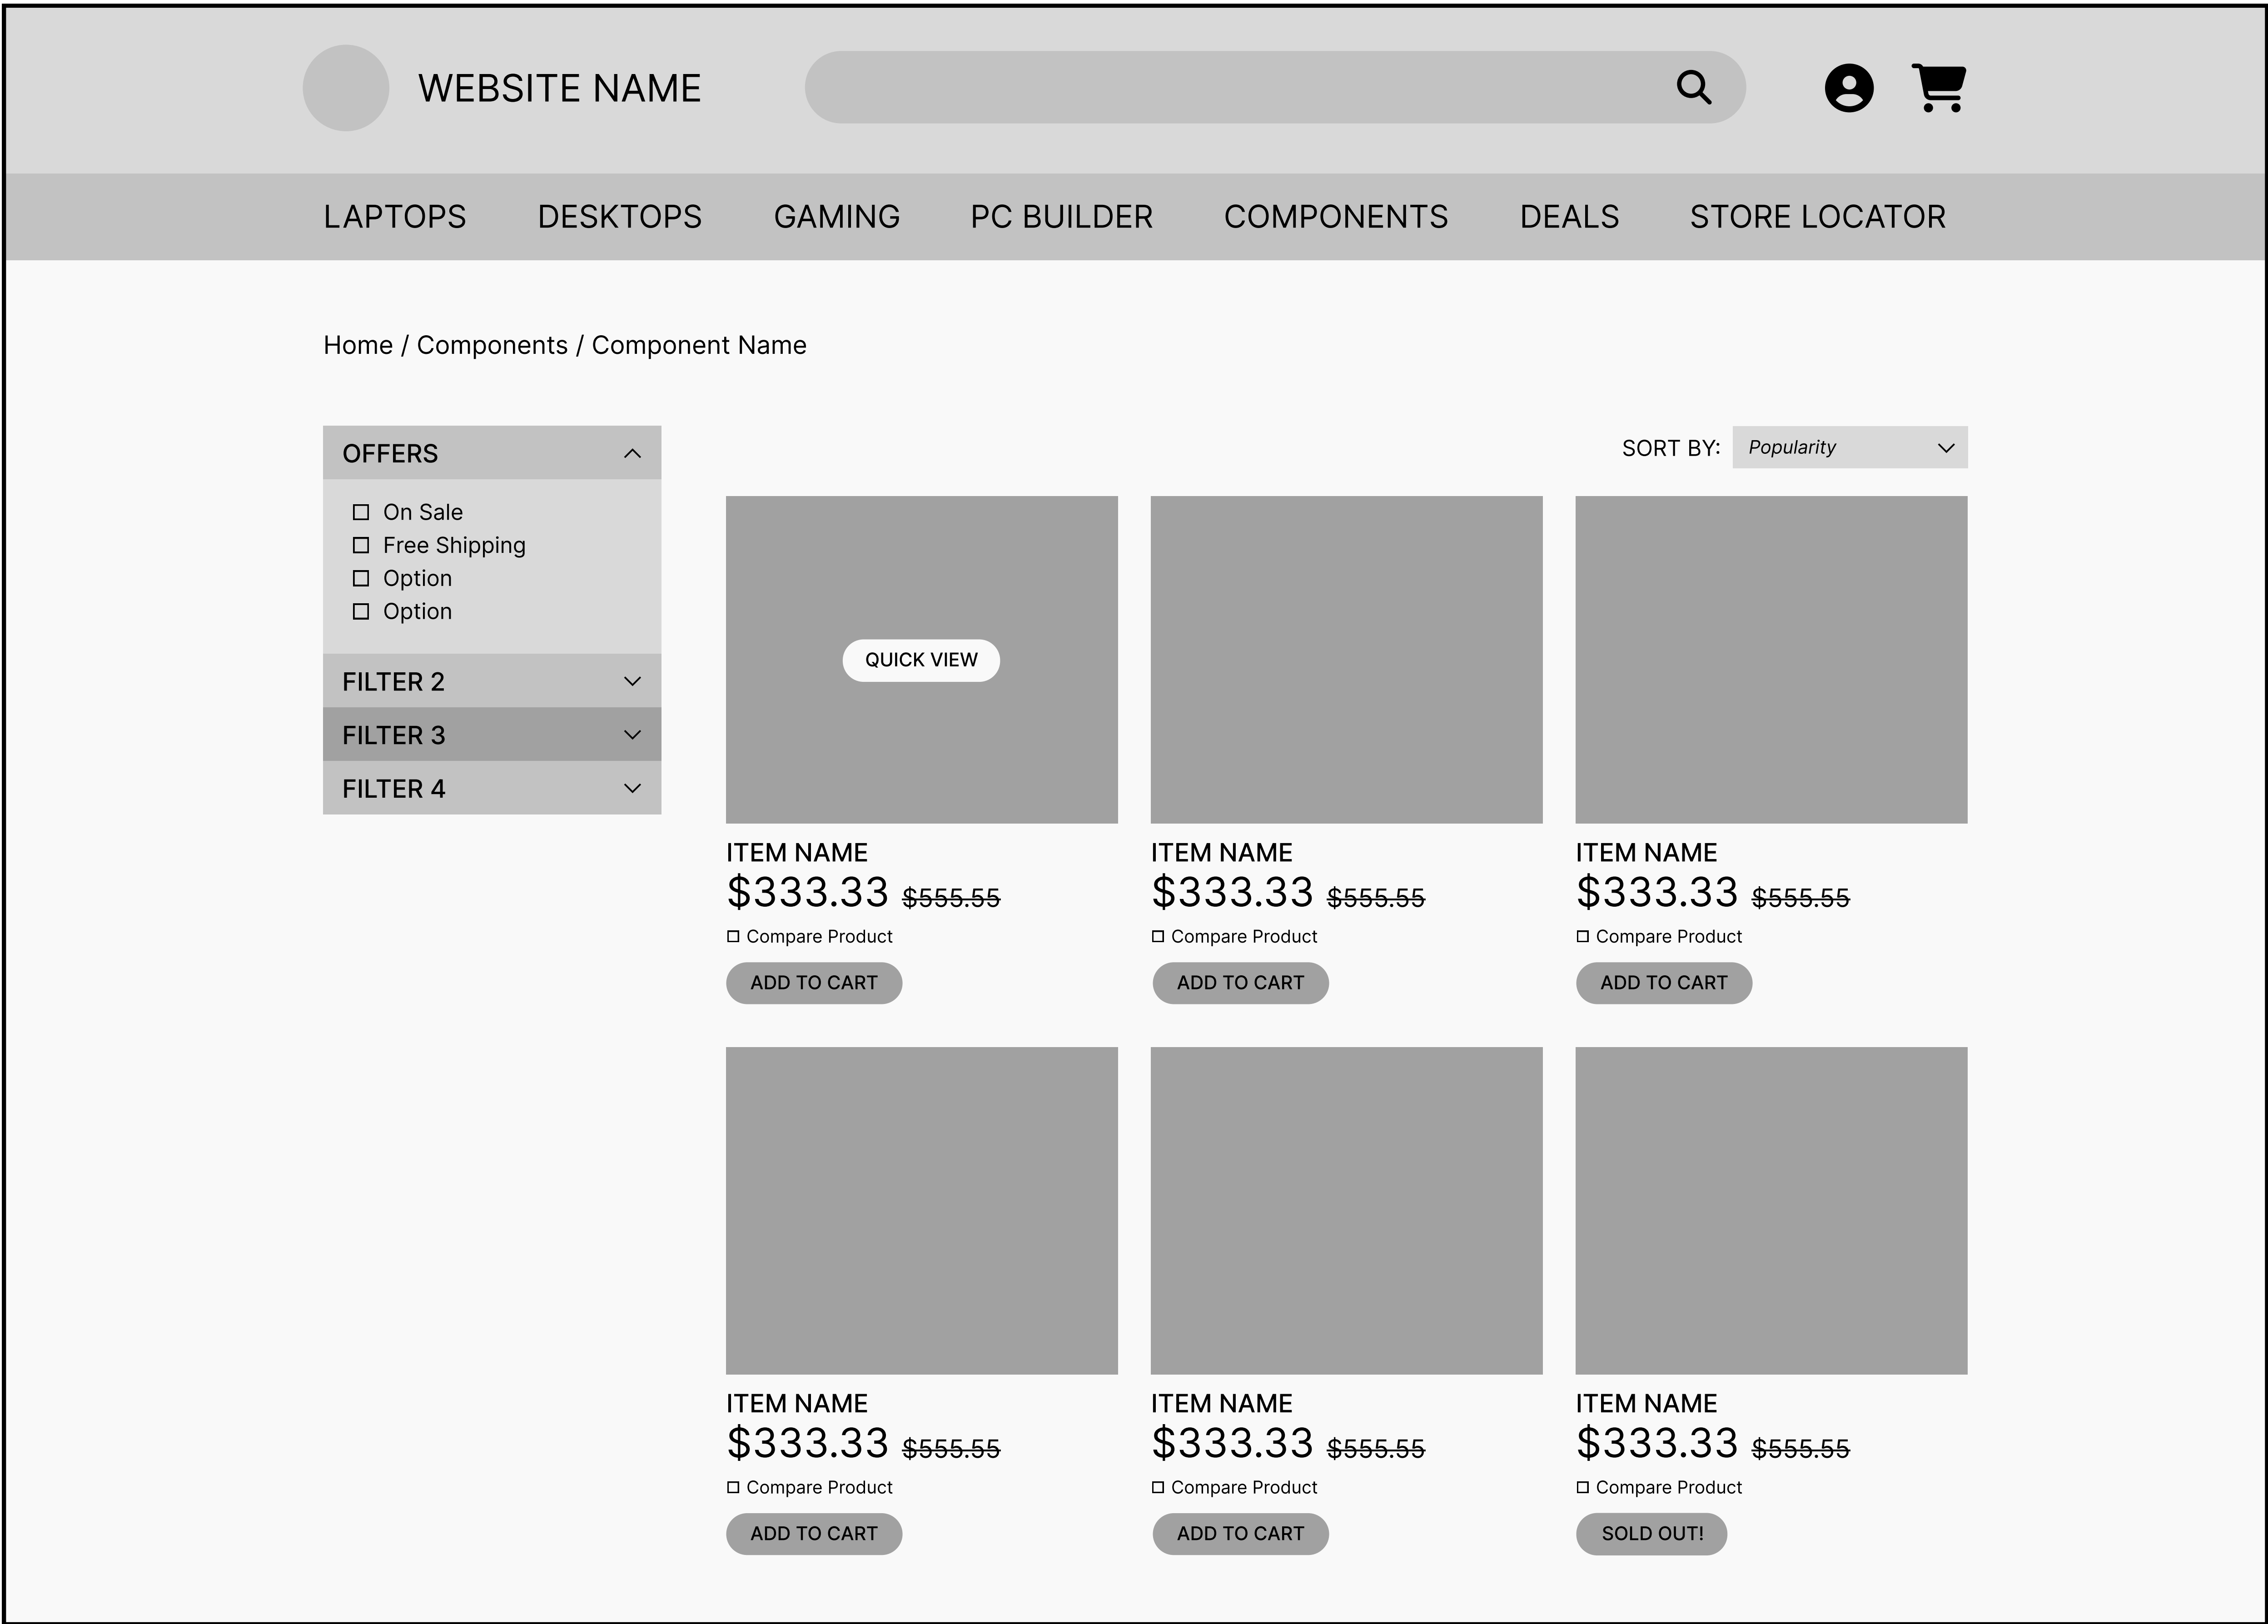 WEBSITE NAME
LAPTOPS DESKTOPS GAMING PC BUILDER COMPONENTS DEALS STORE LOCATOR
Home / Components / Component Name
OFFERS
On Sale
Free Shipping
Option
Option
FILTER 2
FILTER 3
FILTER 4
SORT BY: Popularity
QUICK VIEW
ITEM NAME
$333.33 $555.55
Compare Product
ADD TO CART
ITEM NAME
$333.33 $555.55
Compare Product
ADD TO CART
ITEM NAME
$333.33 $555.55
Compare Product
ADD TO CART
ITEM NAME
$333.33 $555.55
Compare Product
ADD TO CART
ITEM NAME
$333.33 $555.55
Compare Product
ADD TO CART
ITEM NAME
$333.33 $555.55
Compare Product
SOLD OUT!